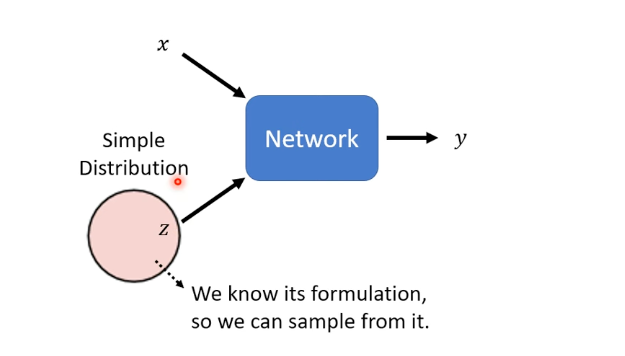 x
Network
y
Simple
Distribution
z
We know its formulation,
so we can sample from it.